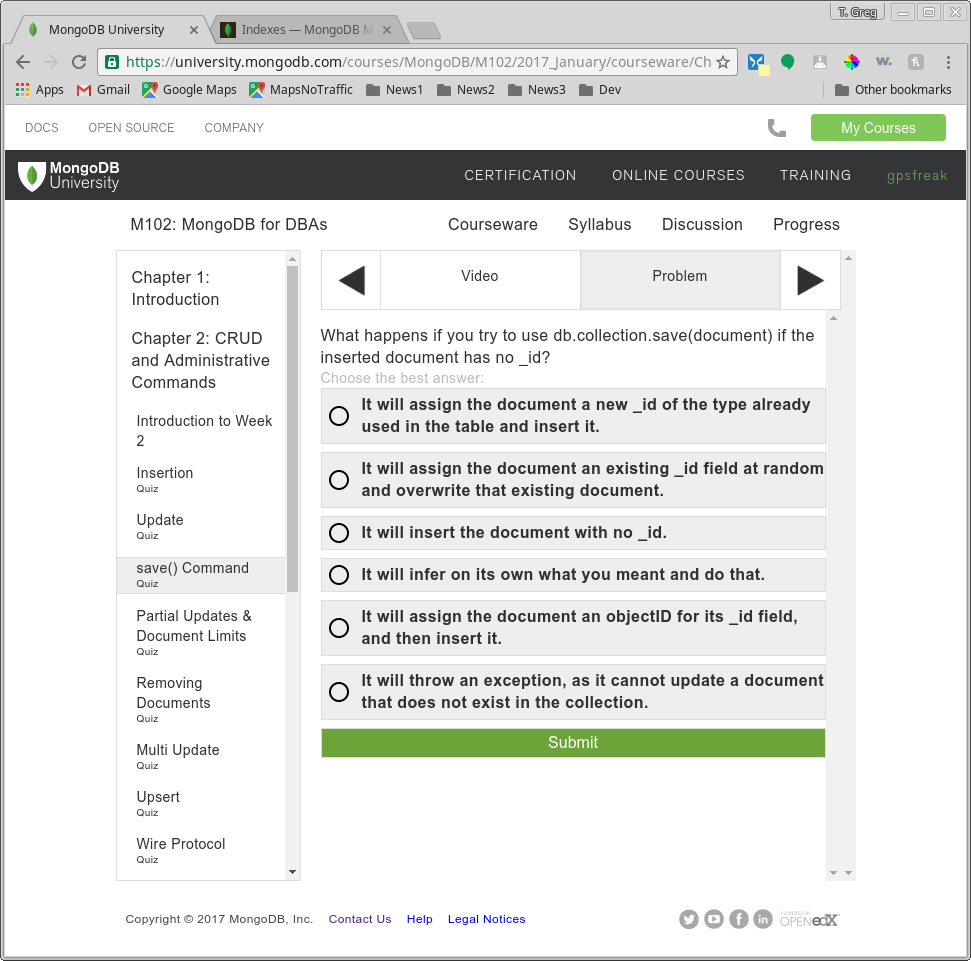 T. Greg
MongoDB University
Indexes — MongoDB M
https://university.mongodb.com/courses/MongoDB/M102/2017_January/courseware/Ch
w.
h
Apps
Gmail
Google Maps
MapsNoTraffic
News1
News2
News3
Dev
Other bookmarks
DOCS
OPEN SOURCE
COMPANY
My Courses
MongoDB
University
CERTIFICATION
ONLINE COURSES
TRAINING
gpsfreak
M102: MongoDB for DBAs
Courseware
Syllabus
Discussion
Progress
Chapter 1:
Introduction
Chapter 2: CRUD
and Administrative
Commands
Introduction to Week
2
Insertion
Quiz
Update
Quiz
save() Command
Quiz
Partial Updates &
Document Limits
Quiz
Removing
Documents
Quiz
Multi Update
Quiz
Upsert
Quiz
Wire Protocol
Quiz
Video
Problem
What happens if you try to use db.collection.save(document) if the
inserted document has no _id?
Choose the best answer:
It will assign the document a new _id of the type already
used in the table and insert it.
It will assign the document an existing _id field at random
and overwrite that existing document.
It will insert the document with no _id.
It will infer on its own what you meant and do that.
It will assign the document an objectID for its _id field,
and then insert it.
It will throw an exception, as it cannot update a document
that does not exist in the collection.
Submit
Copyright © 2017 MongoDB, Inc.
Contact Us
Help
Legal Notices
POWERED BY
OPEN edX